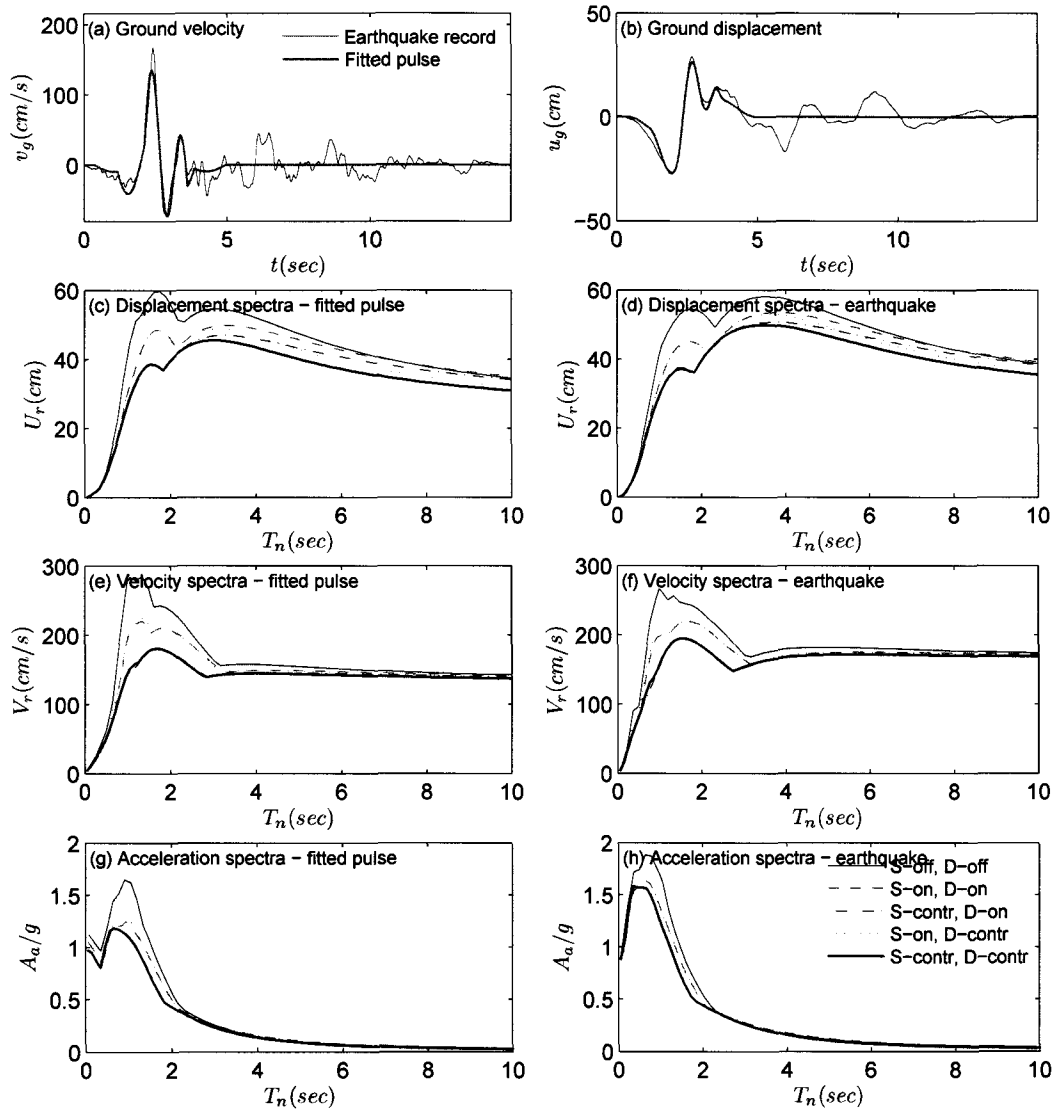 (a) Ground velocity
Earthquake record
Fitted pulse
200
100
0
v_g(cm/s)
0
5
10
t(sec)
(b) Ground displacement
50
0
−50
u_g(cm)
0
5
10
t(sec)
(c) Displacement spectra − fitted pulse
60
40
20
0
U_r(cm)
0
2
4
6
8
10
T_n(sec)
(d) Displacement spectra − earthquake
60
40
20
0
U_r(cm)
0
2
4
6
8
10
T_n(sec)
(e) Velocity spectra − fitted pulse
300
200
100
0
V_r(cm/s)
0
2
4
6
8
10
T_n(sec)
(f) Velocity spectra − earthquake
300
200
100
0
V_r(cm/s)
0
2
4
6
8
10
T_n(sec)
(g) Acceleration spectra − fitted pulse
2
1.5
1
0.5
0
A_a/g
0
2
4
6
8
10
T_n(sec)
(h) Acceleration spectra − earthquake
S−off, D−off
S−on, D−on
S−contr, D−on
S−on, D−contr
S−contr, D−contr
2
1.5
1
0.5
0
A_a/g
0
2
4
6
8
10
T_n(sec)